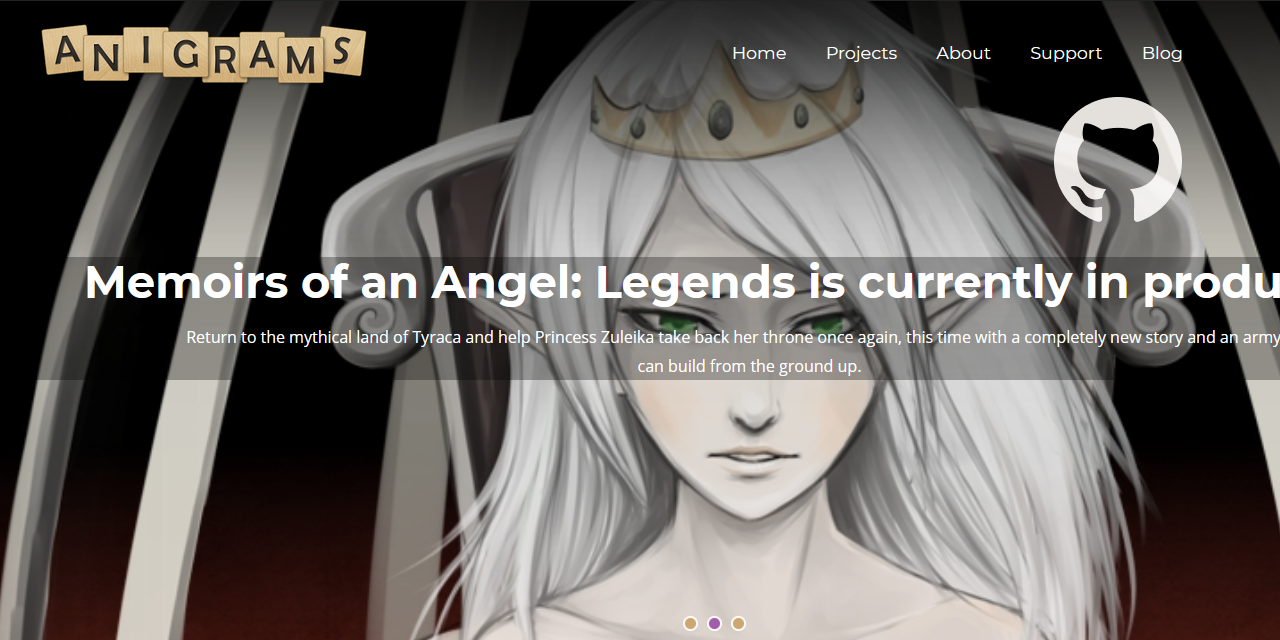 ANIGRAMS
Home Projects About Support Blog
Memoirs of an Angel: Legends is currently in produ
Return to the mythical land of Tyraca and help Princess Zuleika take back her throne once again, this time with a completely new story and an army
can build from the ground up.